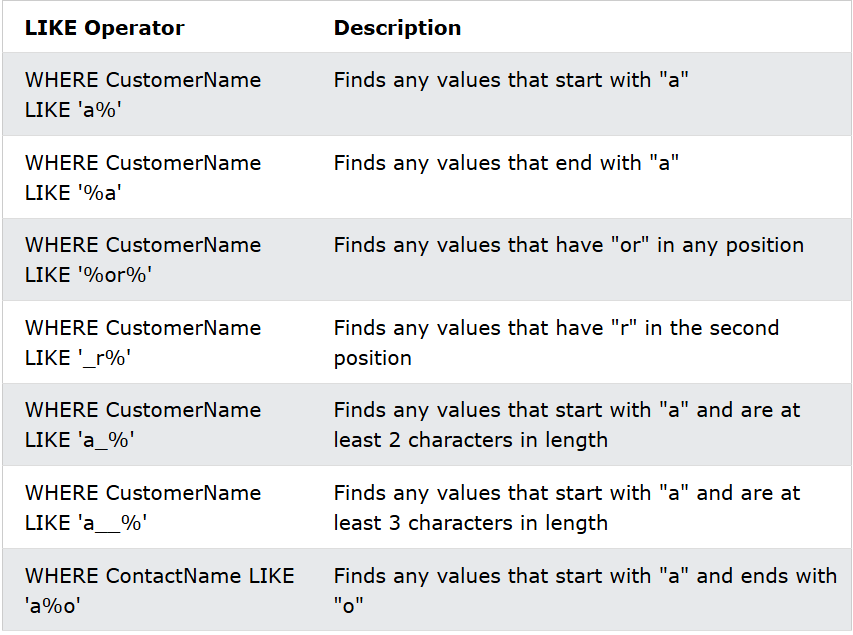 LIKE Operator Description
WHERE CustomerName Finds any values that start with "a"
LIKE 'a%'
WHERE CustomerName Finds any values that end with "a"
LIKE '%a'
WHERE CustomerName Finds any values that have "or" in any position
LIKE '%or%'
WHERE CustomerName Finds any values that have "r" in the second
LIKE '_r%' position
WHERE CustomerName Finds any values that start with "a" and are at
LIKE 'a_%' least 2 characters in length
WHERE CustomerName Finds any values that start with "a" and are at
LIKE 'a__%' least 3 characters in length
WHERE ContactName LIKE Finds any values that start with "a" and ends with
'a%o' "o"